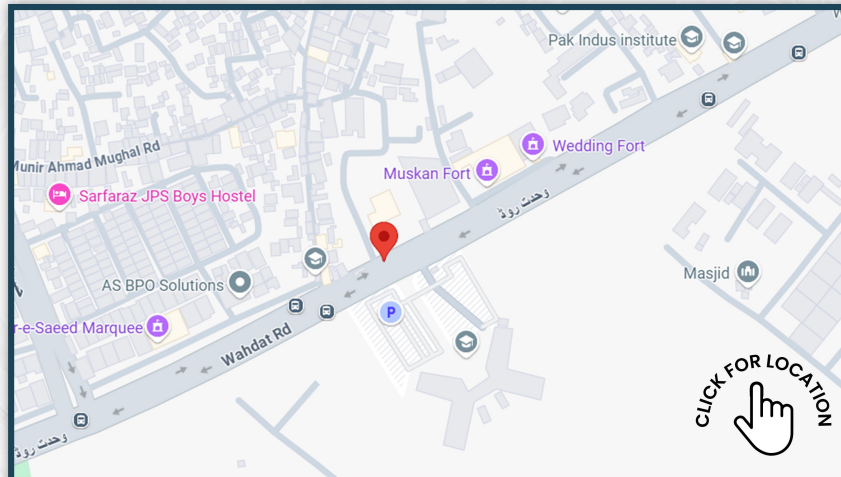 Pak Indus institute
Wedding Fort
Munir Ahmad Mughal Rd
Muskan Fort
Sarfaraz JPS Boys Hostel
وحدت روڈ
Masjid
AS BPO Solutions
P
r-e-Saeed Marquee
Wahdat Rd
CLICK FOR LOCATION
وحدت روڈ